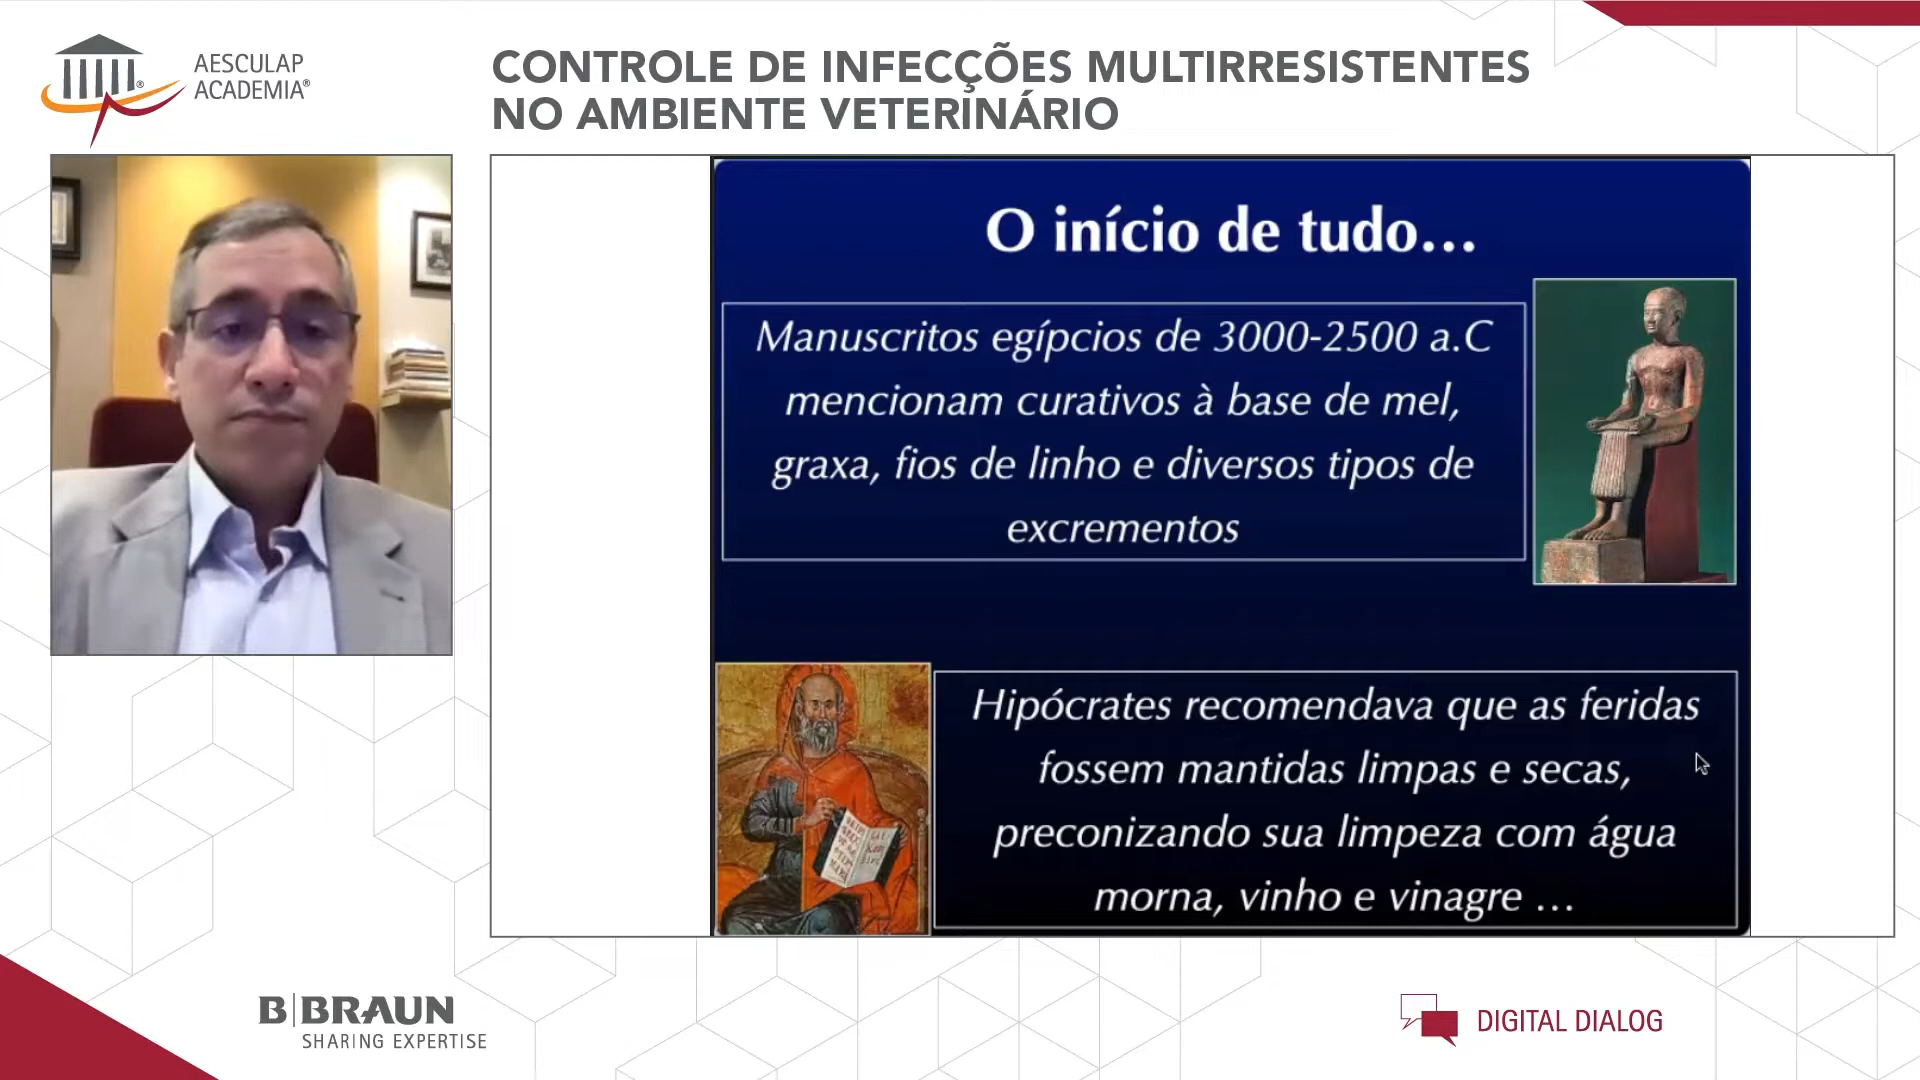 AESCULAP
ACADEMIA®
CONTROLE DE INFECÇÕES MULTIRRESISTENTES
NO AMBIENTE VETERINÁRIO
O início de tudo...
Manuscritos egípcios de 3000-2500 a.C
mencionam curativos à base de mel,
graxa, fios de linho e diversos tipos de
excrementos
Hipócrates recomendava que as feridas
fossem mantidas limpas e secas,
preconizando sua limpeza com água
morna, vinho e vinagre ...
B|BRAUN
SHARING EXPERTISE
DIGITAL DIALOG